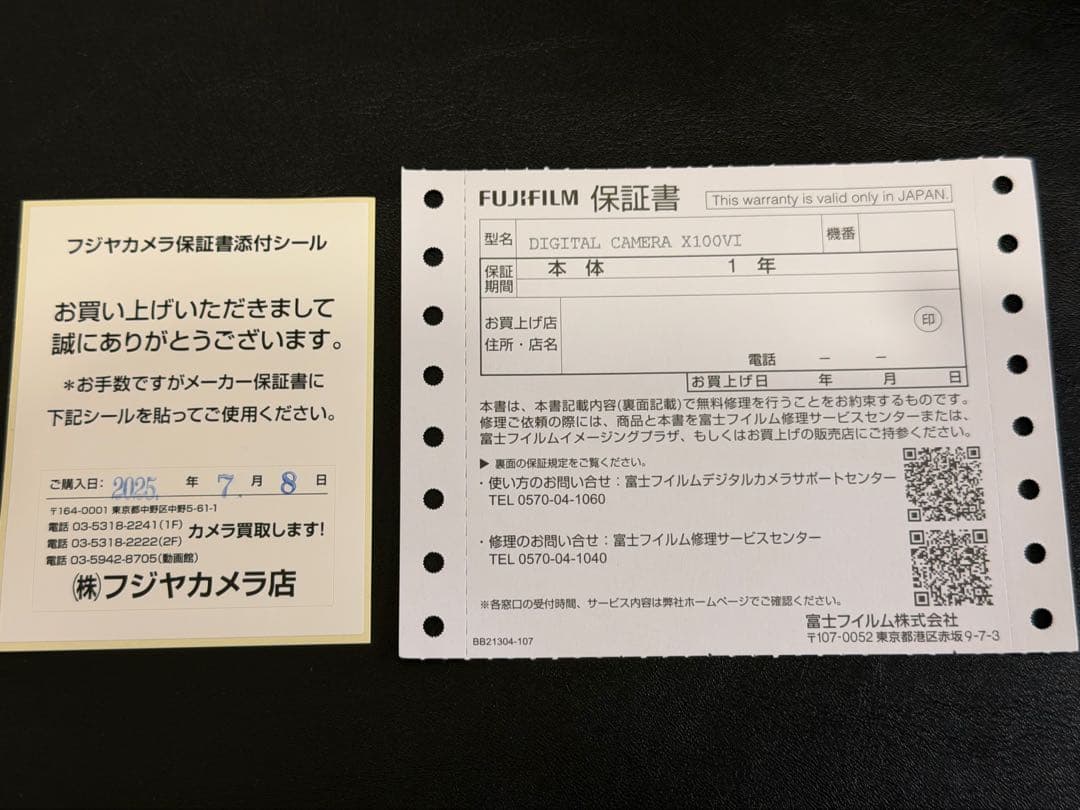 フジヤカメラ保証書添付シール
お買い上げいただきまして
誠にありがとうございます。
*お手数ですがメーカー保証書に
下記シールを貼ってご使用ください。
ご購入日: 2025. 年 7. 月 8 日
〒164-0001 東京都中野区中野5-61-1
電話 03-5318-2241(1F)
電話 03-5318-2222(2F)
電話 03-5942-8705(動画館)
カメラ買取します!
㈱フジヤカメラ店
FUJIFILM 保証書 This warranty is valid only in JAPAN.
型名 DIGITAL CAMERA X100VI 機番
保証期間 本体 1年
お買上げ店
住所・店名
印
電話 ー ー
お買上げ日 年 月 日
本書は、本書記載内容(裏面記載)で無料修理を行うことをお約束するものです。
修理ご依頼の際には、商品と本書を富士フイルム修理サービスセンターまたは、
富士フイルムイメージングプラザ、もしくはお買上げの販売店にご持参ください。
▶ 裏面の保証規定をご覧ください。
・使い方のお問い合せ:富士フイルムデジタルカメラサポートセンター
TEL 0570-04-1060
・修理のお問い合せ:富士フイルム修理サービスセンター
TEL 0570-04-1040
※各窓口の受付時間、サービス内容は弊社ホームページでご確認ください。
富士フイルム株式会社
BB21304-107
〒107-0052 東京都港区赤坂9-7-3